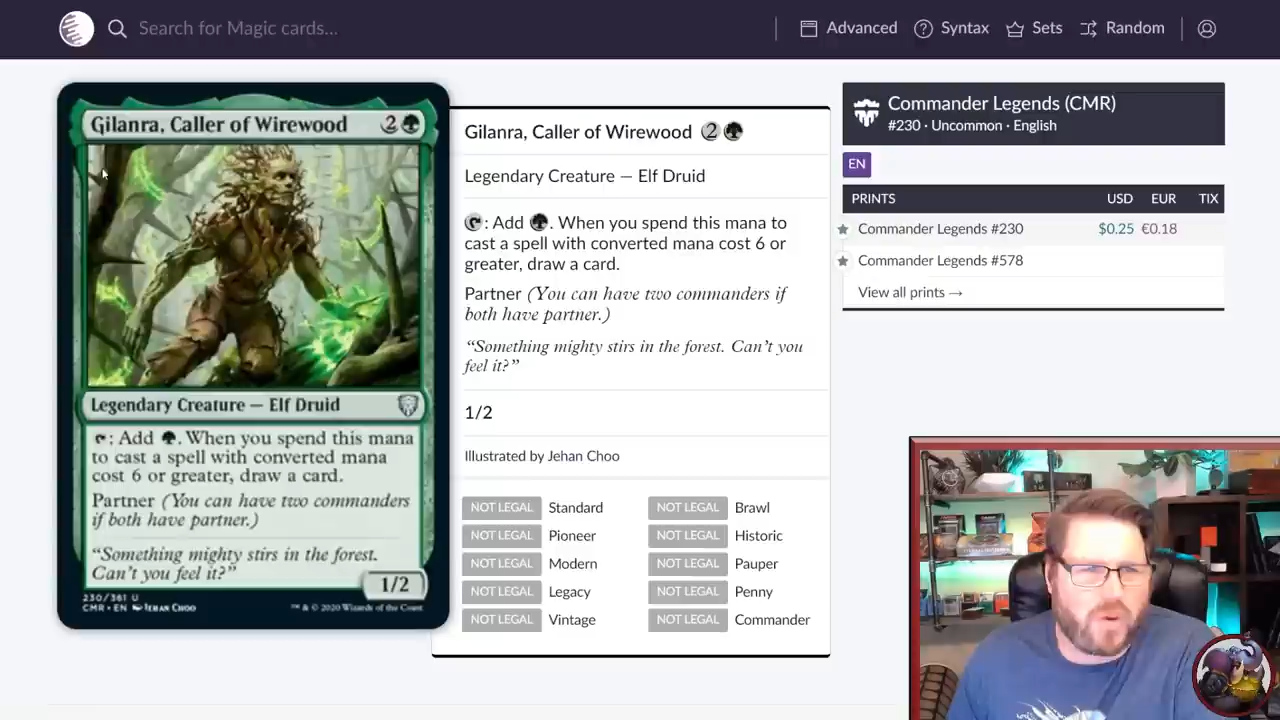 Search for Magic cards...
Advanced
Syntax
Sets
Random
Gilanra, Caller of Wirewood 2
Legendary Creature — Elf Druid
: Add . When you spend this mana
to cast a spell with converted mana
cost 6 or greater, draw a card.
Partner (You can have two commanders
if both have partner.)
“Something mighty stirs in the forest.
Can’t you feel it?”
1/2
230/361 U
CMR • EN Jehan Choo
™ & © 2020 Wizards of the Coast
Gilanra, Caller of Wirewood 2
Legendary Creature — Elf Druid
: Add . When you spend this mana to
cast a spell with converted mana cost 6 or
greater, draw a card.
Partner (You can have two commanders if
both have partner.)
“Something mighty stirs in the forest. Can’t you
feel it?”
1/2
Illustrated by Jehan Choo
NOT LEGAL Standard NOT LEGAL Brawl
NOT LEGAL Pioneer NOT LEGAL Historic
NOT LEGAL Modern NOT LEGAL Pauper
NOT LEGAL Legacy NOT LEGAL Penny
NOT LEGAL Vintage NOT LEGAL Commander
Commander Legends (CMR)
#230 · Uncommon · English
EN
PRINTS USD EUR TIX
Commander Legends #230 $0.25 €0.18
Commander Legends #578
View all prints →